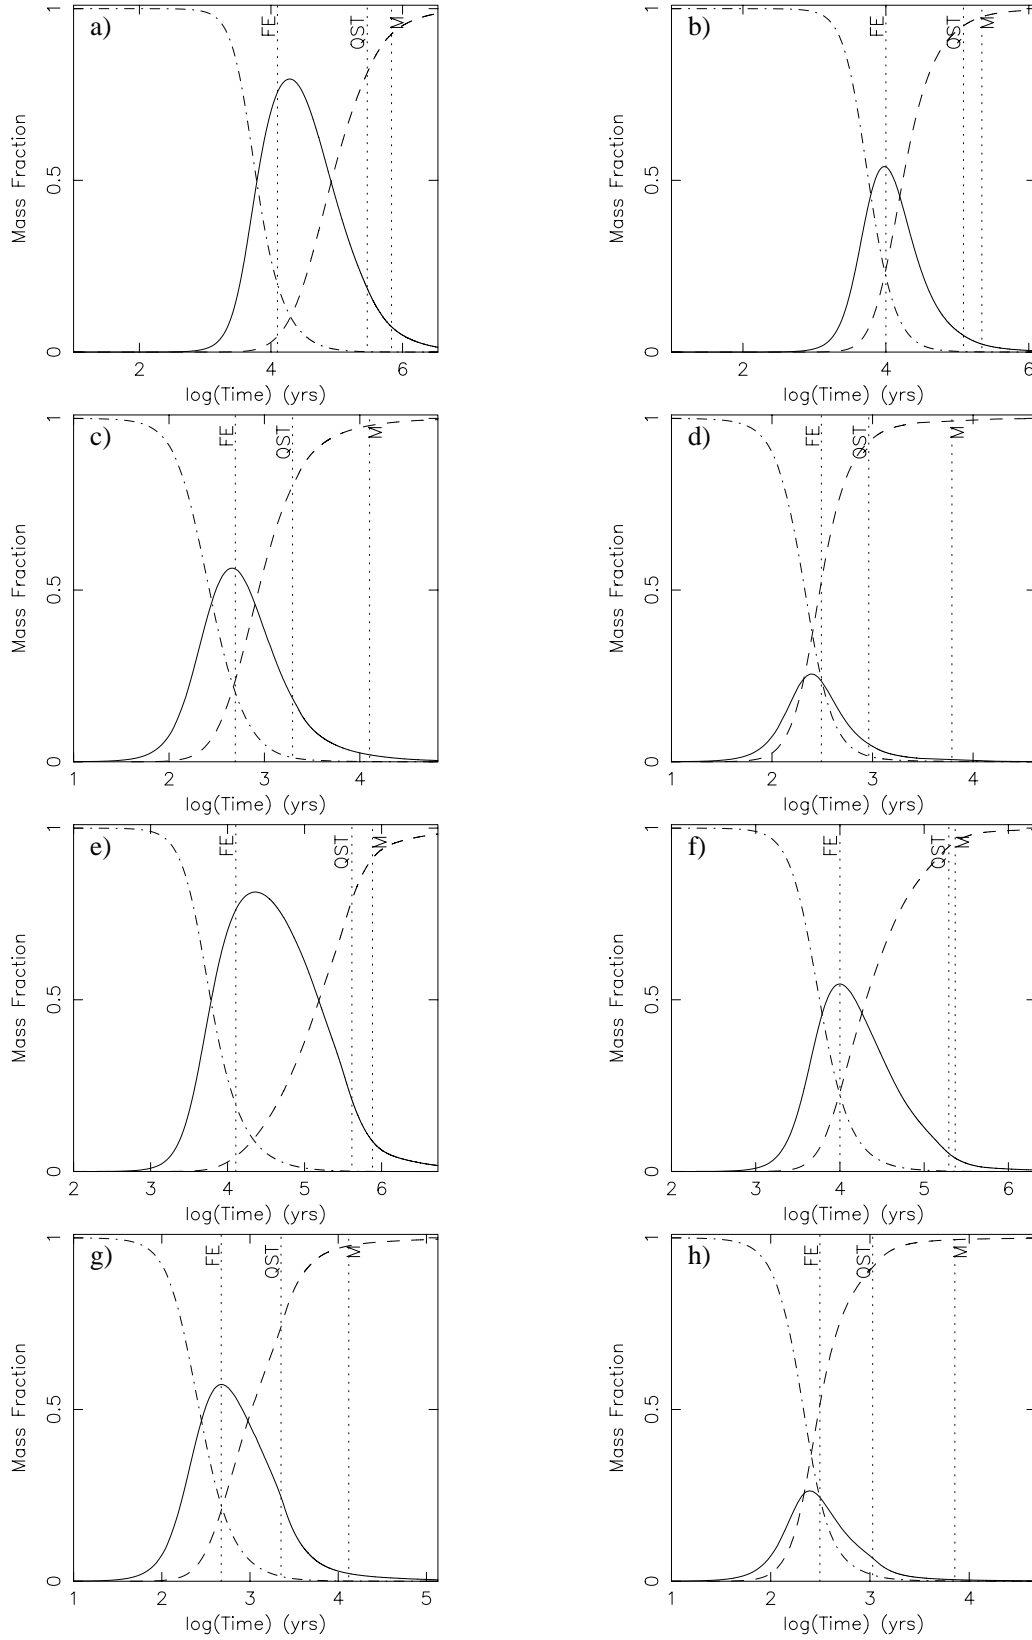 a)
FE
QST
M
1
0.5
0
Mass Fraction
2
4
6
log(Time) (yrs)
b)
FE
QST
M
1
0.5
0
Mass Fraction
2
4
6
log(Time) (yrs)
c)
FE
QST
M
1
0.5
0
Mass Fraction
1
2
3
4
log(Time) (yrs)
d)
FE
QST
M
1
0.5
0
Mass Fraction
1
2
3
4
log(Time) (yrs)
e)
FE
QST
M
1
0.5
0
Mass Fraction
2
3
4
5
6
log(Time) (yrs)
f)
FE
QST
M
1
0.5
0
Mass Fraction
2
3
4
5
6
log(Time) (yrs)
g)
FE
QST
M
1
0.5
0
Mass Fraction
1
2
3
4
5
log(Time) (yrs)
h)
FE
QST
M
1
0.5
0
Mass Fraction
1
2
3
4
log(Time) (yrs)